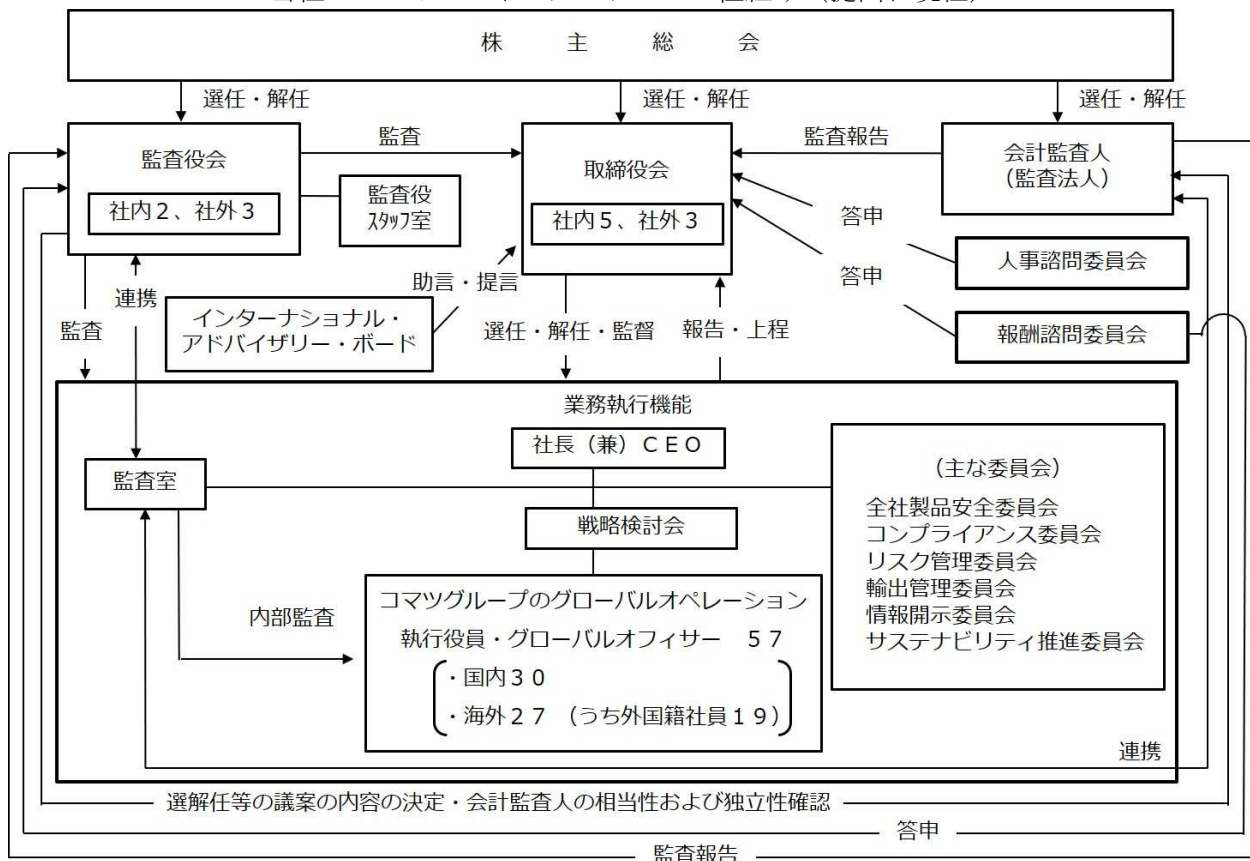 株主総会
選任・解任
選任・解任
選任・解任
監査役会
社内２、社外３
監査
監査役
スタッフ室
取締役会
社内５、社外３
監査報告
会計監査人
（監査法人）
答申
人事諮問委員会
答申
報酬諮問委員会
助言・提言
インターナショナル・
アドバイザリー・ボード
監査
連携
選任・解任・監督
報告・上程
業務執行機能
社長（兼）ＣＥＯ
監査室
戦略検討会
（主な委員会）
全社製品安全委員会
コンプライアンス委員会
リスク管理委員会
輸出管理委員会
情報開示委員会
サステナビリティ推進委員会
内部監査
コマツグループのグローバルオペレーション
執行役員・グローバルオフィサー　５７
・国内３０
・海外２７　（うち外国籍社員１９）
連携
選解任等の議案の内容の決定・会計監査人の相当性および独立性確認
答申
監査報告